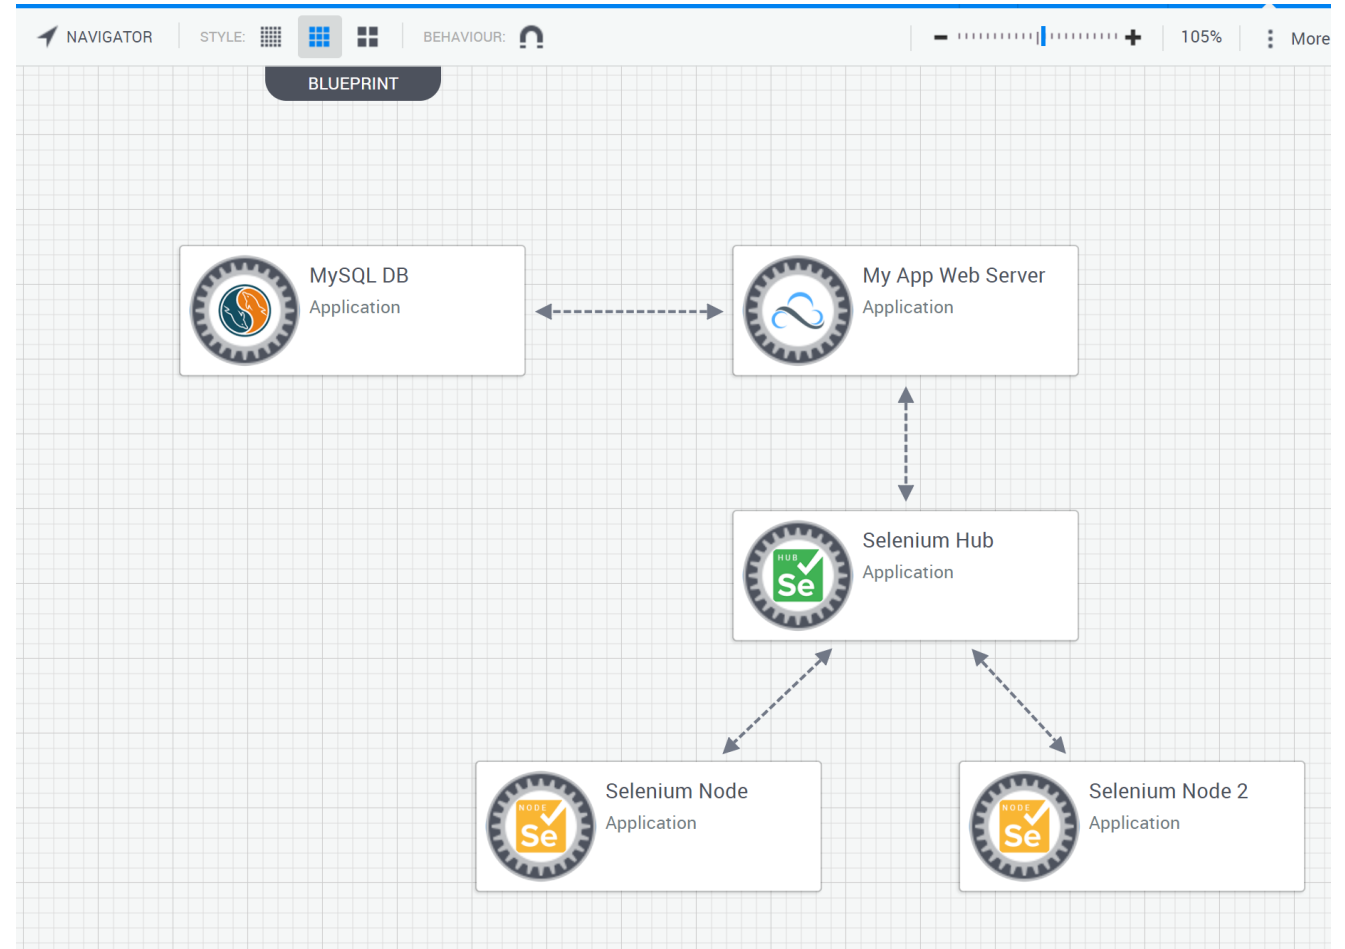 NAVIGATOR
STYLE:
BEHAVIOUR:
105%
More
BLUEPRINT
MySQL DB
Application
My App Web Server
Application
Selenium Hub
Application
HUB
Se
Selenium Node
Application
NODE
Se
Selenium Node 2
Application
NODE
Se